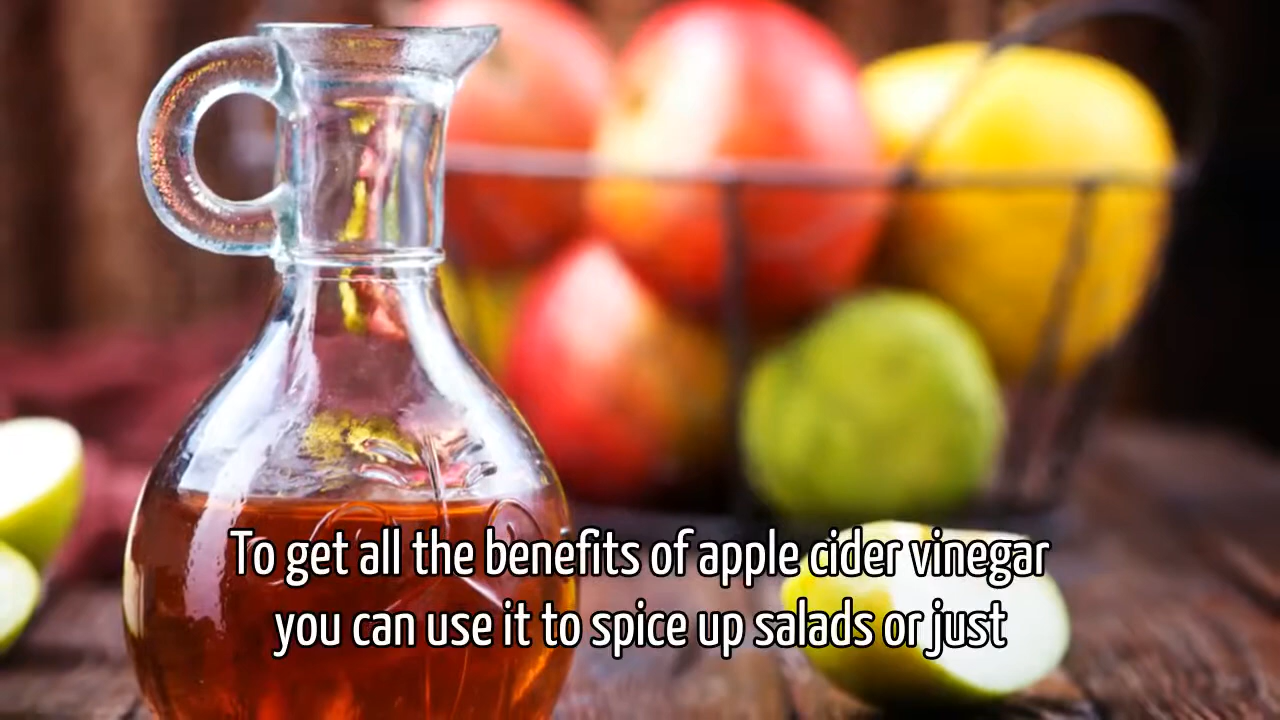 To get all the benefits of apple cider vinegar
you can use it to spice up salads or just